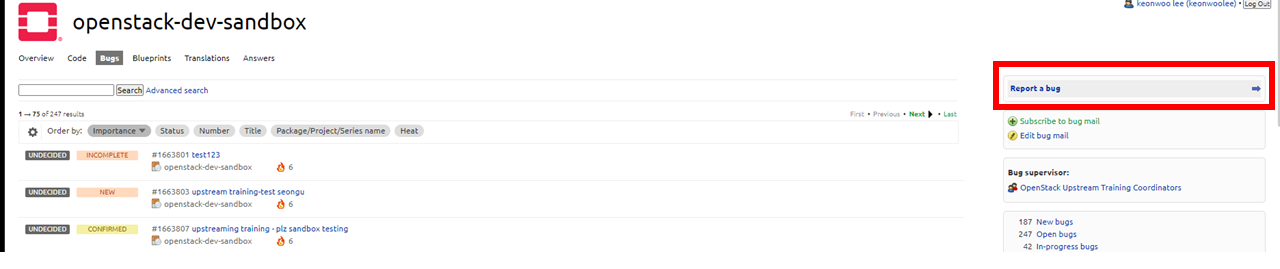 keonwoo lee (keonwoolee) • Log Out
openstack-dev-sandbox
Overview Code Bugs Blueprints Translations Answers
Search Advanced search
1 → 75 of 247 results
First • Previous • Next • Last
Order by: Importance Status Number Title Package/Project/Series name Heat
UNDECIDED INCOMPLETE #1663801 test123
openstack-dev-sandbox 6
UNDECIDED NEW #1663803 upstream training-test seongu
openstack-dev-sandbox 6
UNDECIDED CONFIRMED #1663807 upstreaming training - plz sandbox testing
openstack-dev-sandbox 6
Report a bug
Subscribe to bug mail
Edit bug mail
Bug supervisor:
OpenStack Upstream Training Coordinators
187 New bugs
247 Open bugs
42 In-progress bugs